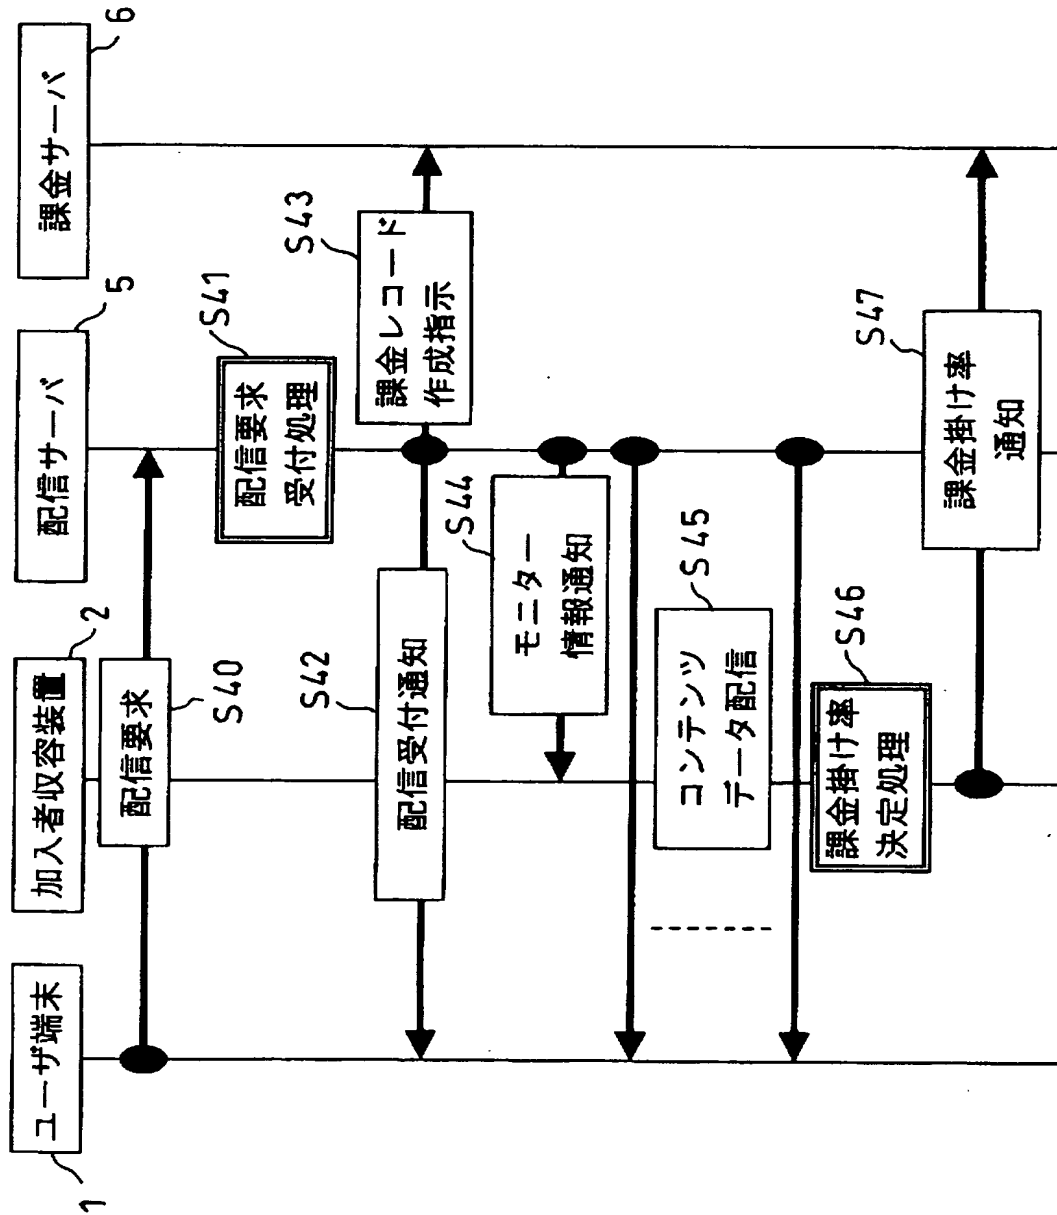 ユーザ端末
1
加入者収容装置
2
配信サーバ
5
課金サーバ
6
配信要求
S40
配信要求
受付処理
S41
配信受付通知
S42
課金レコード
作成指示
S43
モニター
情報通知
S44
コンテンツ
データ配信
S45
課金掛け率
決定処理
S46
課金掛け率
通知
S47